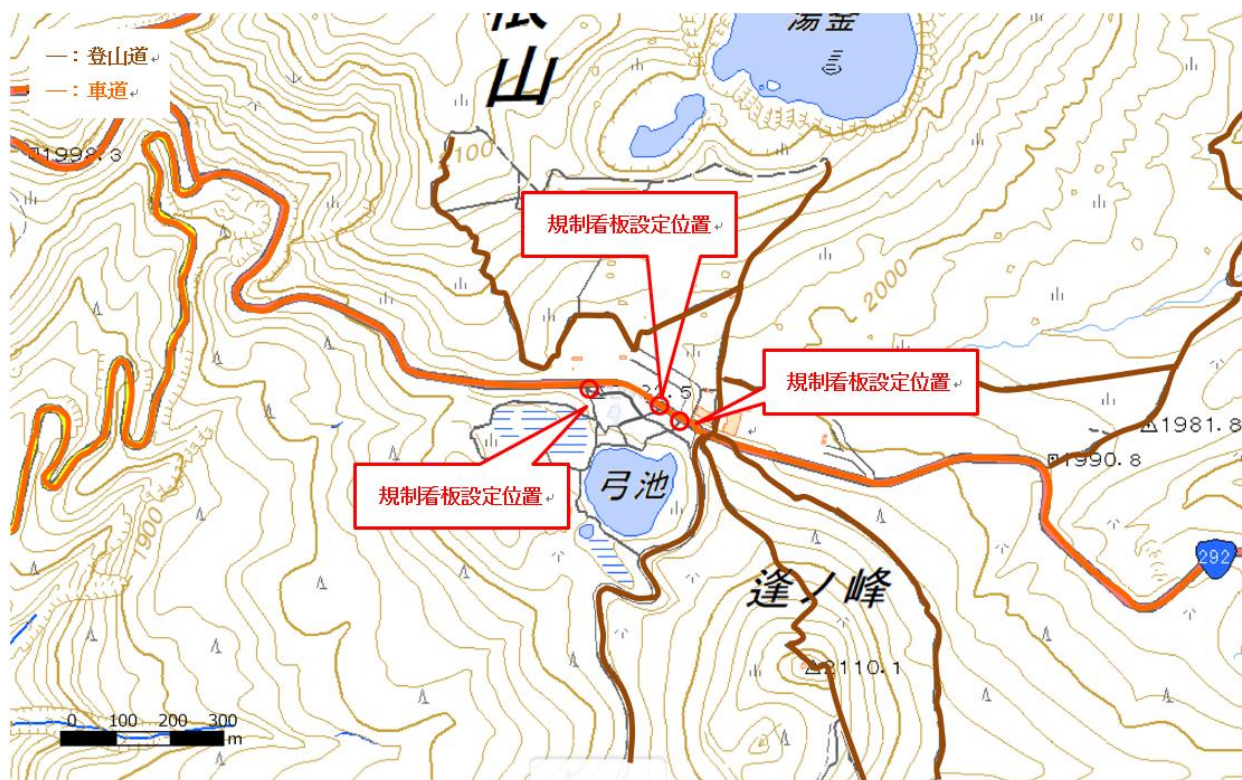 山
湯釜
―：登山道
―：車道
1998.3
100
規制看板設定位置
2000
規制看板設定位置
規制看板設定位置
弓池
1981.8
1990.8
292
1900
逢ノ峰
2110.1
0 100 200 300
m